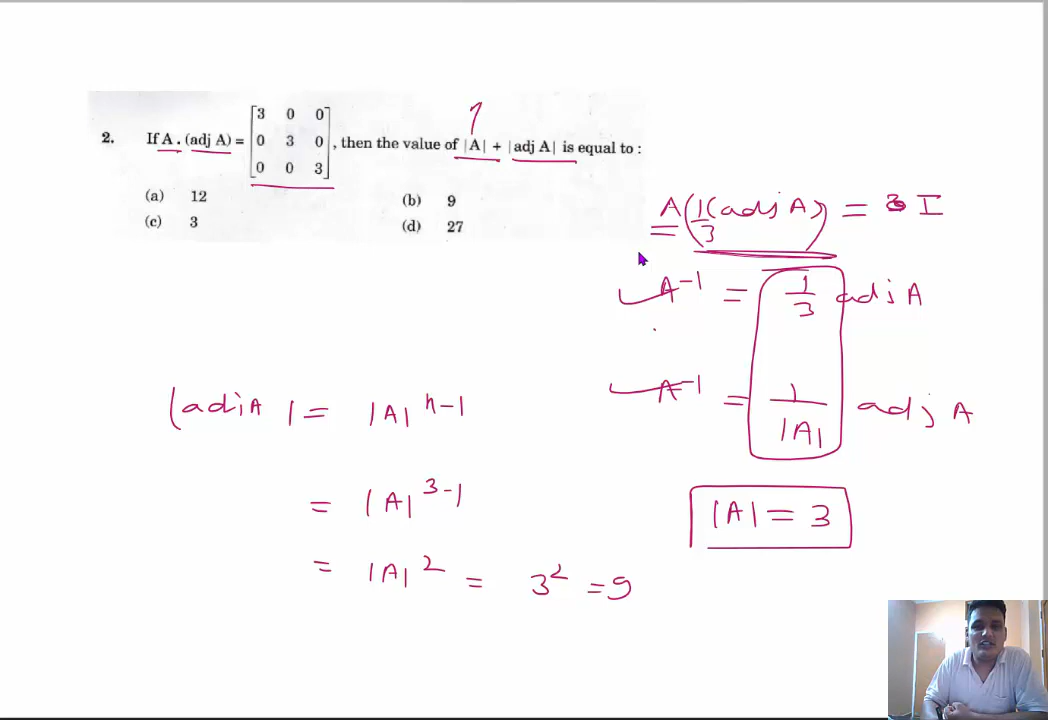 2. If A . (adj A) = [3 0 0 0 3 0 0 0 3], then the value of |A| + |adj A| is equal to :
(a) 12 (b) 9
(c) 3 (d) 27
A(1/3(adj A)) = I
A⁻¹ = 1/3 adj A
A⁻¹ = 1/|A| adj A
|A| = 3
|adj A| = |A|ⁿ⁻¹
= |A|³⁻¹
= |A|² = 3² = 9